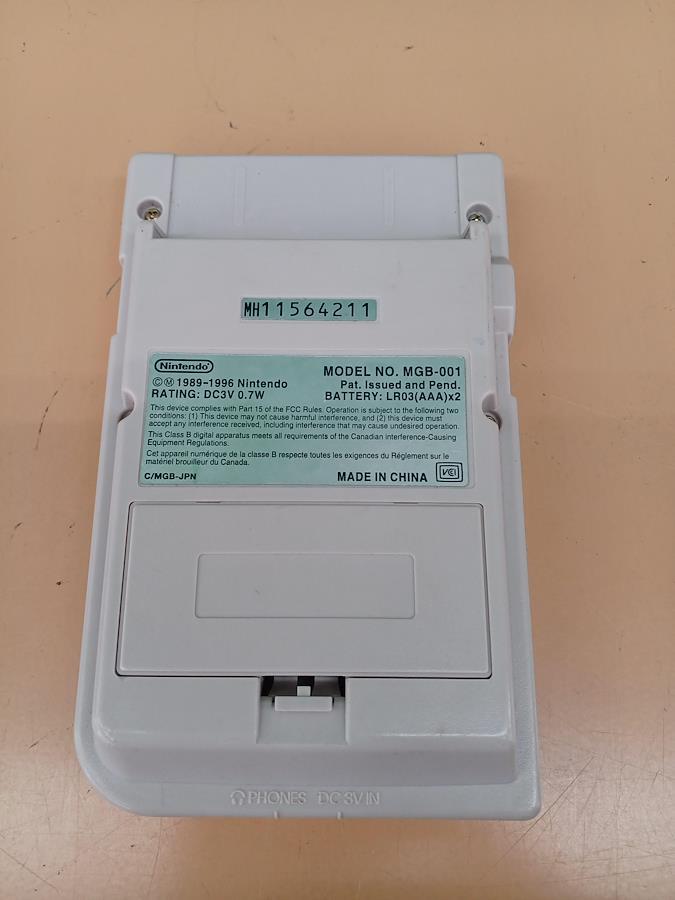 MH11564211
Nintendo
MODEL NO. MGB-001
©Ⓜ 1989-1996 Nintendo
Pat. Issued and Pend.
RATING: DC3V 0.7W
BATTERY: LR03(AAA)x2
This device complies with Part 15 of the FCC Rules. Operation is subject to the following two
conditions: (1) This device may not cause harmful interference, and (2) this device must
accept any interference received, including interference that may cause undesired operation.
This Class B digital apparatus meets all requirements of the Canadian Interference-Causing
Equipment Regulations.
Cet appareil numérique de la classe B respecte toutes les exigences du Réglement sur le
matériel brouilleur du Canada.
C/MGB-JPN
MADE IN CHINA
VCI
PHONES DC 3V IN